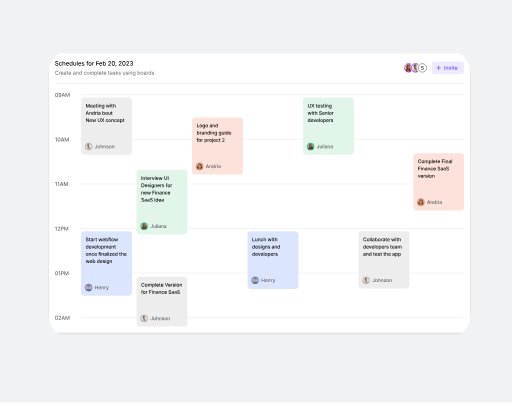 Schedules for Feb 20, 2023
Create and complete tasks using boards
S
+ Invite
09AM
Meeting with
Andria bout
New UX concept
Johnson
UX testing
with Senior
developers
Juliana
Logo and
branding guide
for project 2
Andria
10AM
Complete Final
Finance SaaS
version
Andria
Interview UI
Designers for
new Finance
SaaS idea
Juliana
11AM
12PM
Start webflow
development
once finalized the
web design
Henry
Lunch with
designs and
developers
Henry
Collaborate with
developers team
and test the app
Johnson
01PM
Complete Version
for Finance SaaS
Johnson
02AM